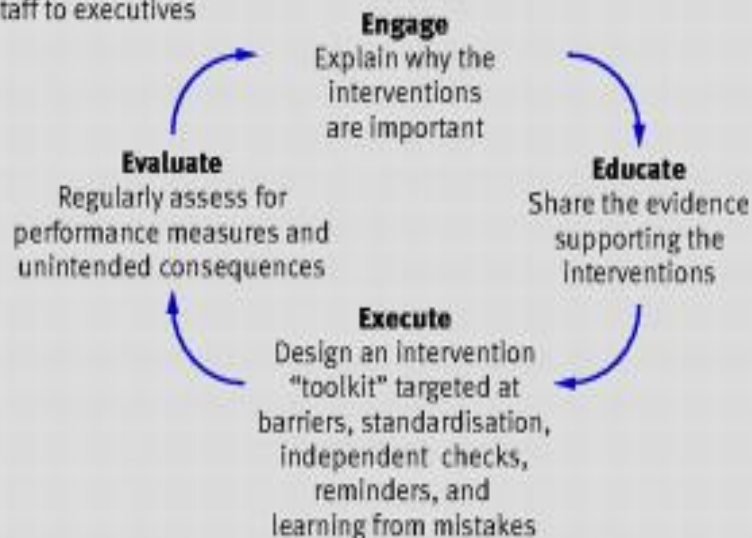 taff to executives
Engage
Explain why the
interventions
are important
Educate
Share the evidence
supporting the
interventions
Execute
Design an intervention
“toolkit” targeted at
barriers, standardisation,
independent checks,
reminders, and
learning from mistakes
Evaluate
Regularly assess for
performance measures and
unintended consequences